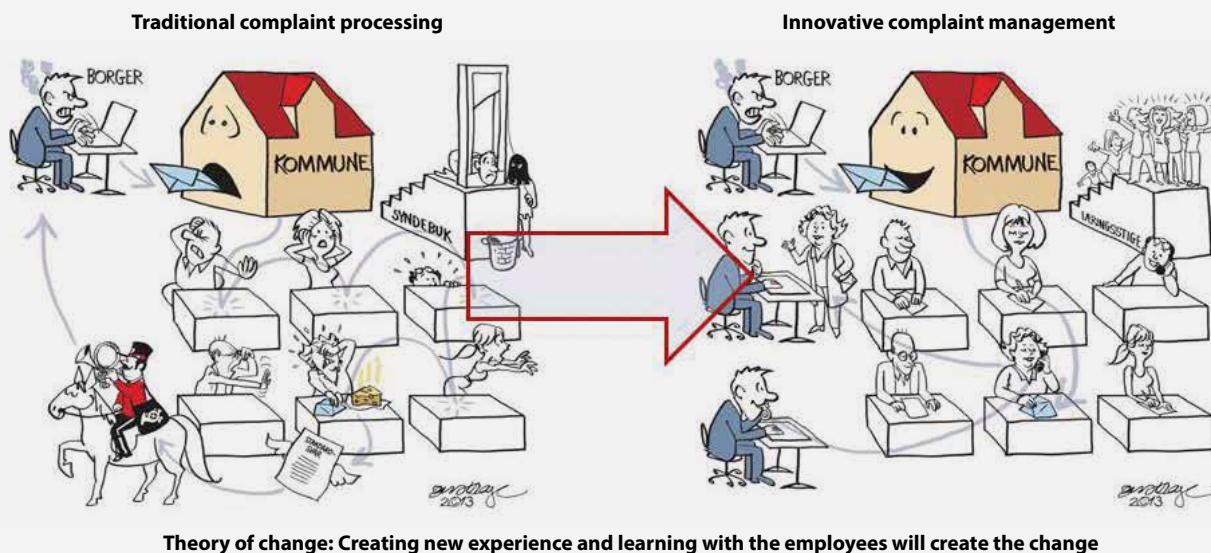 Traditional complaint processing
Innovative complaint management
BORGER
KOMMUNE
SYNDEBUK
STANDARD-
SVAR
2013
BORGER
KOMMUNE
LÆRINGSSTIGE
2013
Theory of change: Creating new experience and learning with the employees will create the change